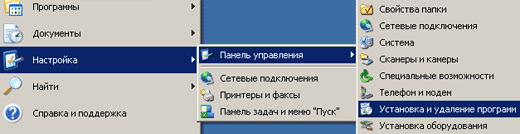 Программы
Документы
Настройка
Найти
Справка и поддержка
Панель управления
Сетевые подключения
Принтеры и факсы
Панель задач и меню "Пуск"
Свойства папки
Сетевые подключения
Система
Сканеры и камеры
Специальные возможности
Телефон и модем
Установка и удаление програмн
Установка оборудования